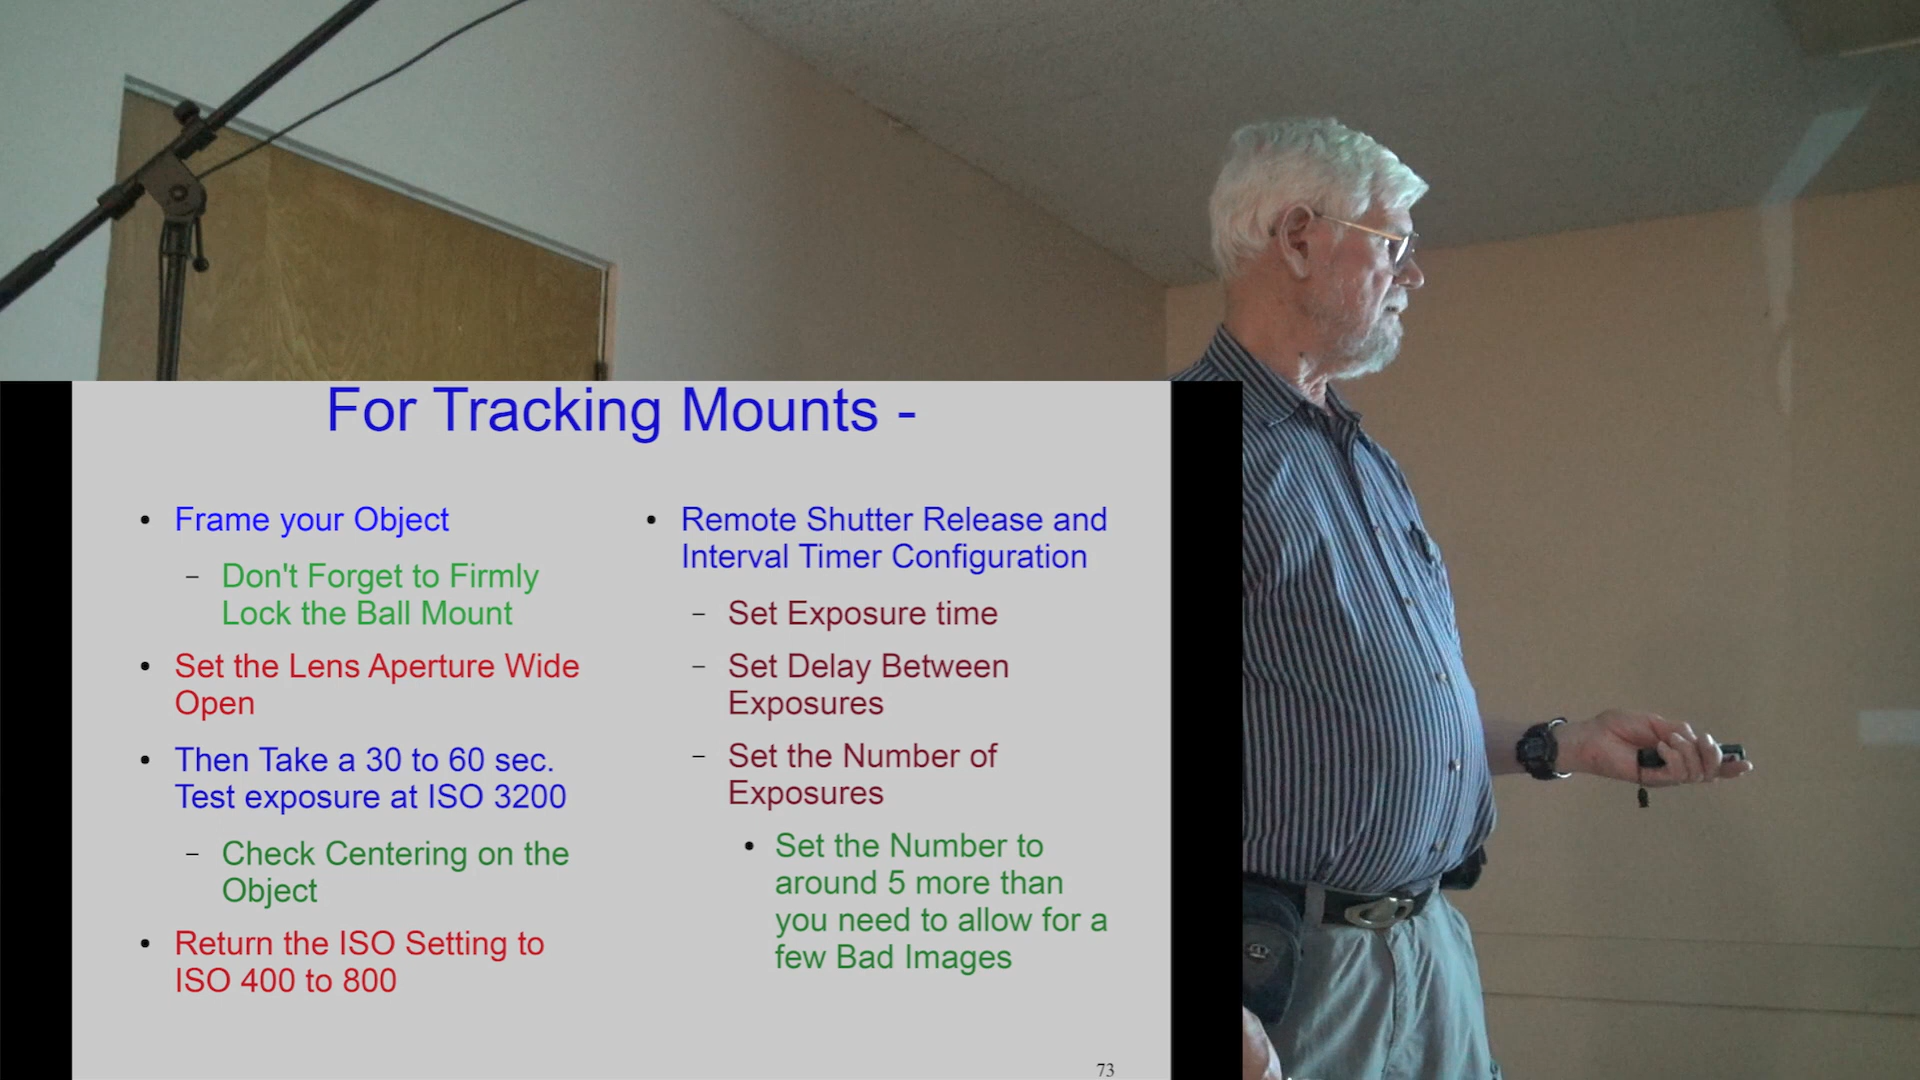 For Tracking Mounts -
• Frame your Object
– Don't Forget to Firmly
Lock the Ball Mount
• Set the Lens Aperture Wide
Open
• Then Take a 30 to 60 sec.
Test exposure at ISO 3200
– Check Centering on the
Object
• Return the ISO Setting to
ISO 400 to 800
• Remote Shutter Release and
Interval Timer Configuration
– Set Exposure time
– Set Delay Between
Exposures
– Set the Number of
Exposures
• Set the Number to
around 5 more than
you need to allow for a
few Bad Images
73